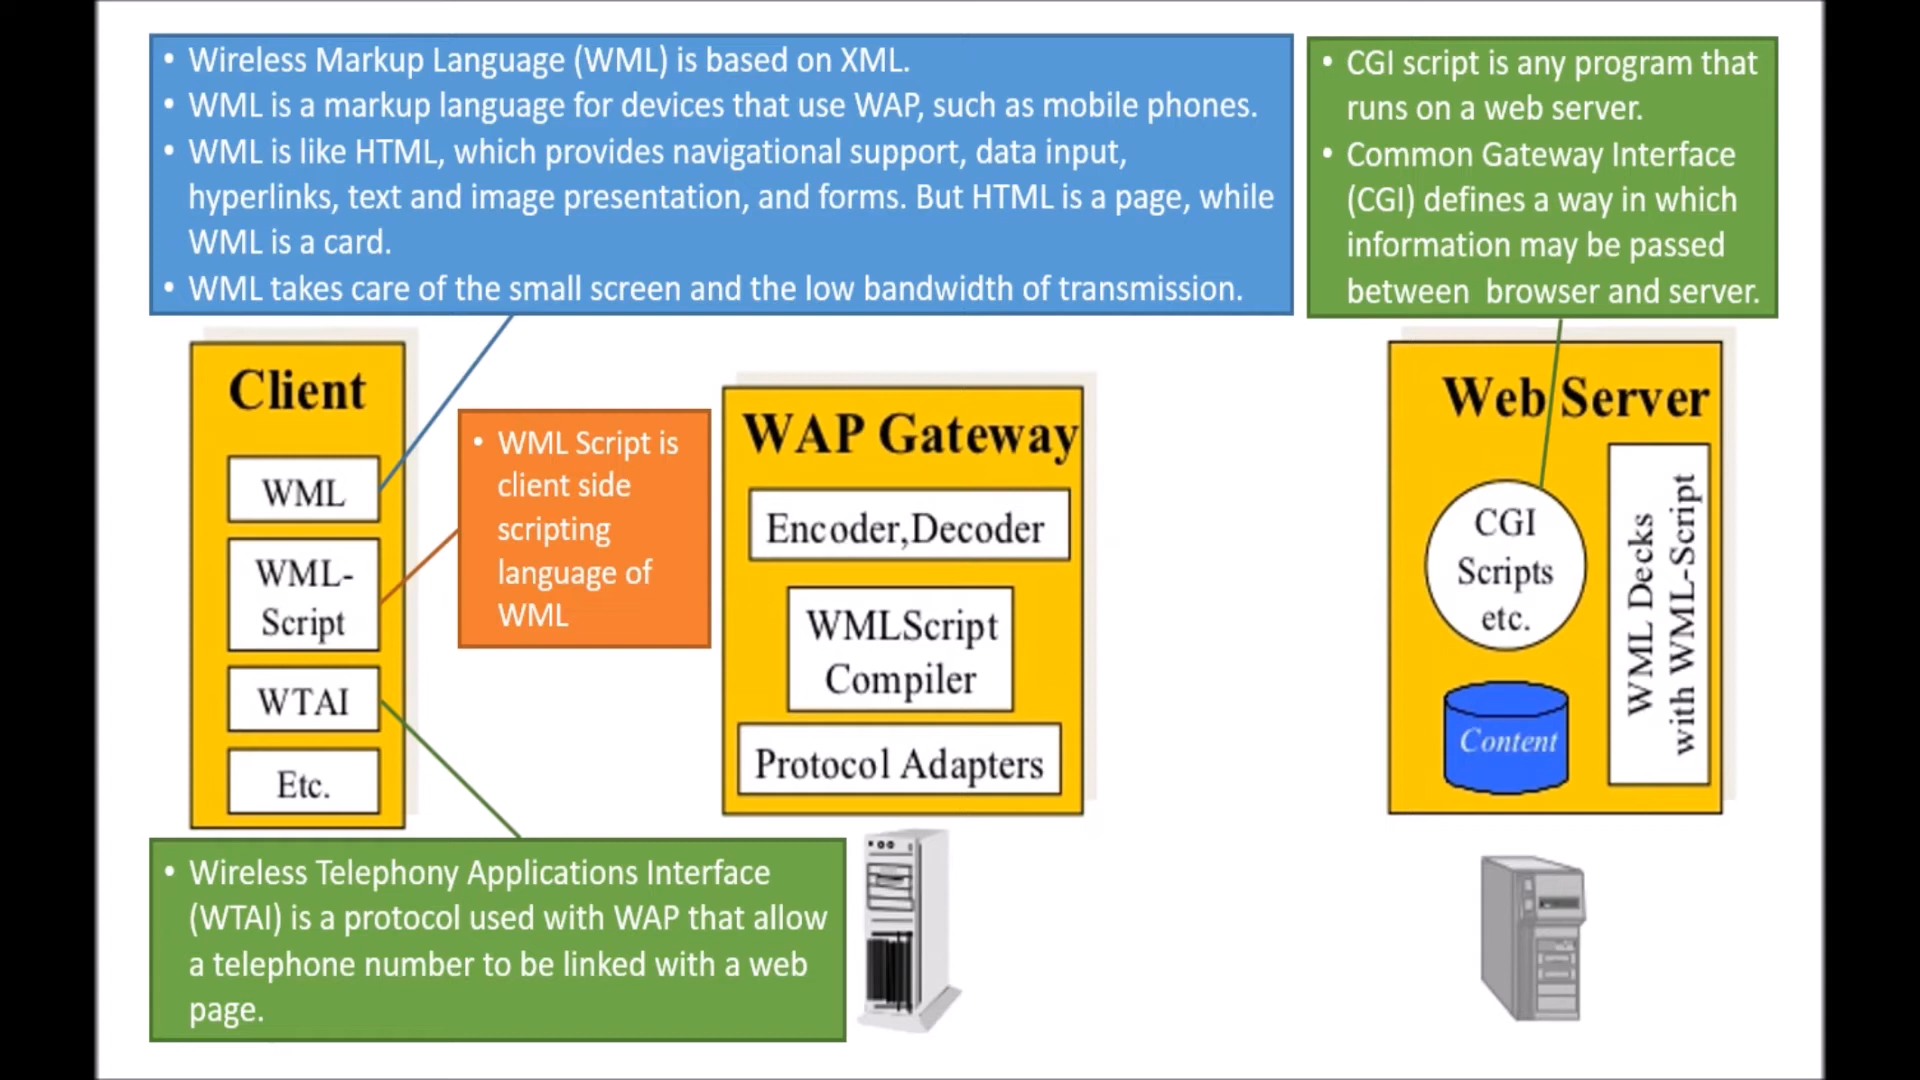 • Wireless Markup Language (WML) is based on XML.
• WML is a markup language for devices that use WAP, such as mobile phones.
• WML is like HTML, which provides navigational support, data input,
hyperlinks, text and image presentation, and forms. But HTML is a page, while
WML is a card.
• WML takes care of the small screen and the low bandwidth of transmission.
• CGI script is any program that
runs on a web server.
• Common Gateway Interface
(CGI) defines a way in which
information may be passed
between browser and server.
Client
WML
WML-
Script
WTAI
Etc.
• WML Script is
client side
scripting
language of
WML
WAP Gateway
Encoder,Decoder
WMLScript
Compiler
Protocol Adapters
Web Server
CGI
Scripts
etc.
Content
WML Decks
with WML-Script
• Wireless Telephony Applications Interface
(WTAI) is a protocol used with WAP that allow
a telephone number to be linked with a web
page.